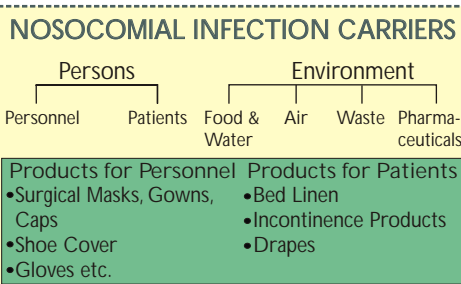 NOSOCOMIAL INFECTION CARRIERS
Persons
Environment
Personnel
Patients
Food &
Water
Air
Waste
Pharma-
ceuticals
Products for Personnel
•Surgical Masks, Gowns,
Caps
•Shoe Cover
•Gloves etc.
Products for Patients
•Bed Linen
•Incontinence Products
•Drapes